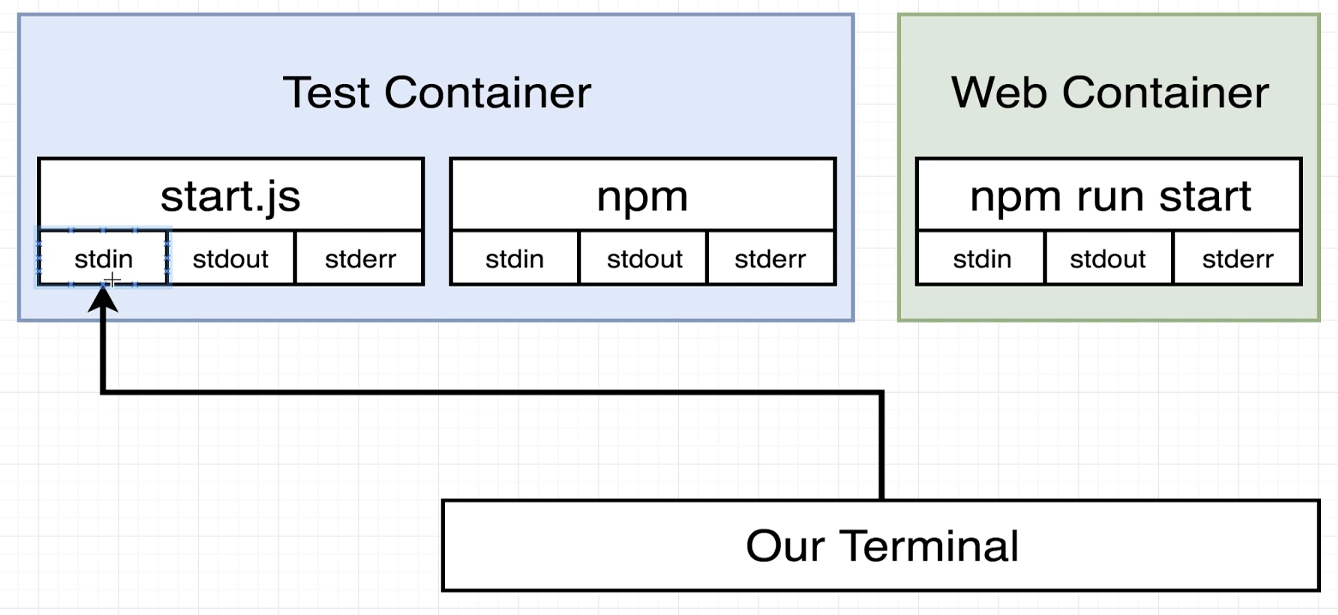 Test Container
Web Container
start.js
npm
npm run start
stdin
stdout
stderr
stdin
stdout
stderr
stdin
stdout
stderr
Our Terminal